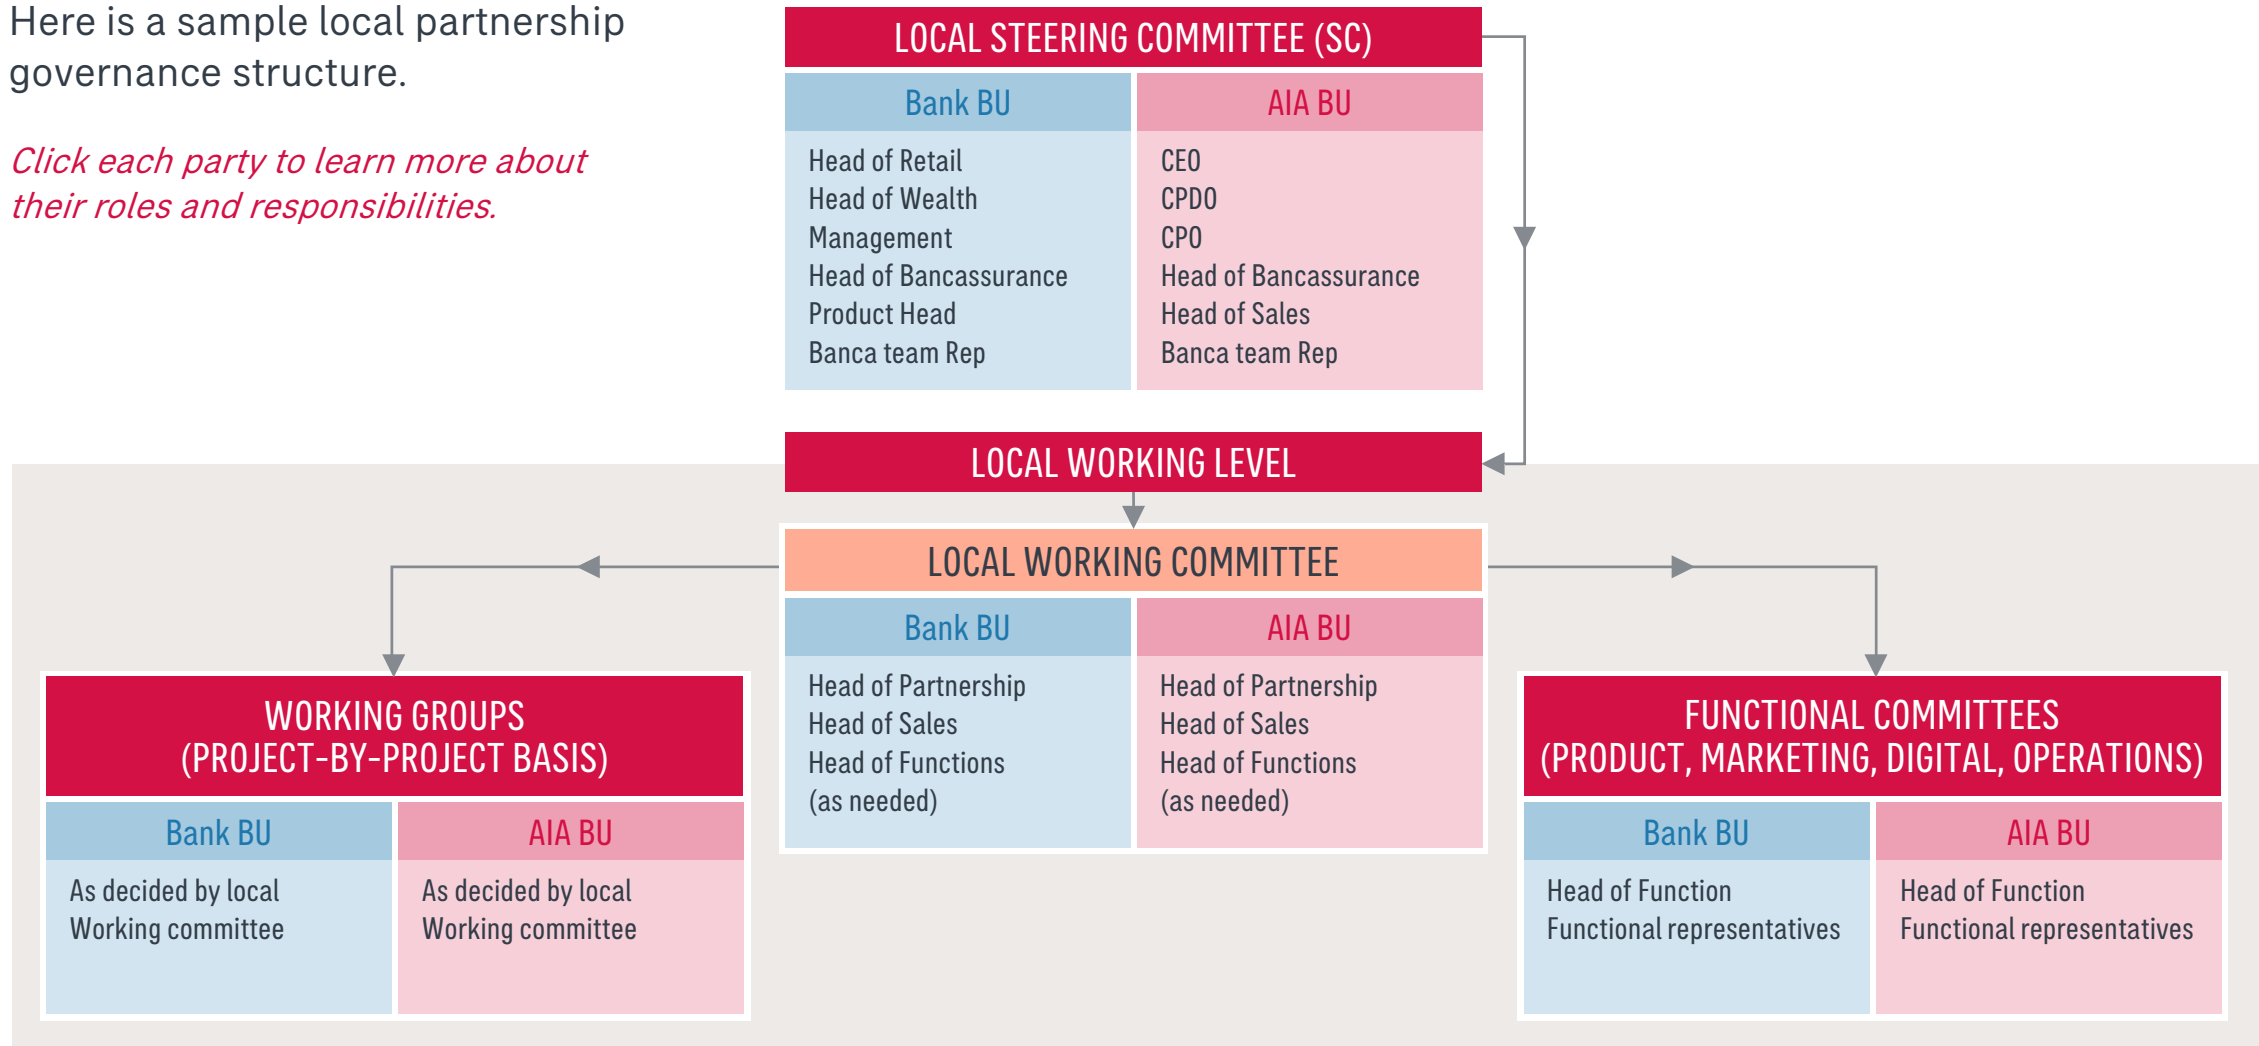 Here is a sample local partnership
governance structure.
Click each party to learn more about
their roles and responsibilities.
LOCAL STEERING COMMITTEE (SC)
Bank BU
Head of Retail
Head of Wealth
Management
Head of Bancassurance
Product Head
Banca team Rep
AIA BU
CEO
CPDO
CPO
Head of Bancassurance
Head of Sales
Banca team Rep
LOCAL WORKING LEVEL
LOCAL WORKING COMMITTEE
Bank BU
Head of Partnership
Head of Sales
Head of Functions
(as needed)
AIA BU
Head of Partnership
Head of Sales
Head of Functions
(as needed)
WORKING GROUPS
(PROJECT-BY-PROJECT BASIS)
Bank BU
As decided by local
Working committee
AIA BU
As decided by local
Working committee
FUNCTIONAL COMMITTEES
(PRODUCT, MARKETING, DIGITAL, OPERATIONS)
Bank BU
Head of Function
Functional representatives
AIA BU
Head of Function
Functional representatives